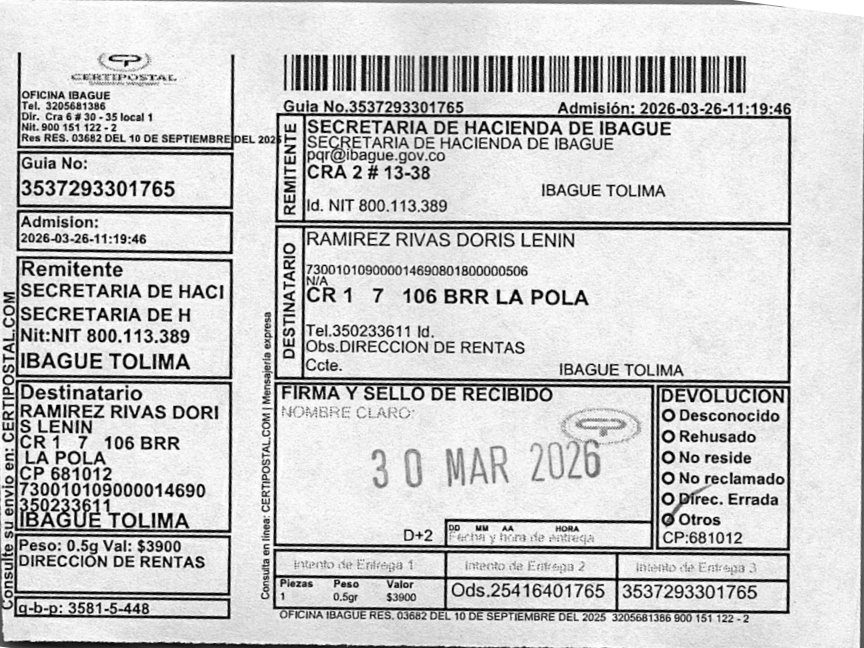 CERTIPOSTAL
OFICINA IBAGUE
Tel. 3205681386
Dir. Cra 6 # 30 - 35 local 1
Nit. 900 151 122 - 2
Res RES. 03682 DEL 10 DE SEPTIEMBRE DEL 2025
Guia No:
3537293301765
Admision:
2026-03-26-11:19:46
Remitente
SECRETARIA DE HACI
SECRETARIA DE H
Nit:NIT 800.113.389
IBAGUE TOLIMA
Destinatario
RAMIREZ RIVAS DORI
S LENIN
CR 1 7 106 BRR
LA POLA
CP 681012
730010109000014690
350233611
IBAGUE TOLIMA
Peso: 0.5g Val: $3900
DIRECCIÓN DE RENTAS
g-b-p: 3581-5-448
Consulte su envio en: CERTIPOSTAL.COM
Guia No.3537293301765 Admisión: 2026-03-26-11:19:46
REMITENTE
SECRETARIA DE HACIENDA DE IBAGUE
SECRETARIA DE HACIENDA DE IBAGUE
pqr@ibague.gov.co
CRA 2 # 13-38
IBAGUE TOLIMA
Id. NIT 800.113.389
DESTINATARIO
RAMIREZ RIVAS DORIS LENIN
730010109000014690801800000506
N/A
CR 1 7 106 BRR LA POLA
Tel.350233611 Id.
Obs.DIRECCION DE RENTAS
Ccte. IBAGUE TOLIMA
Consulta en línea: CERTIPOSTAL.COM | Mensajería expresa
FIRMA Y SELLO DE RECIBIDO
NOMBRE CLARO:
30 MAR 2026
D+2
DD MM AA HORA
Fecha y hora de entrega
DEVOLUCION
Desconocido
Rehusado
No reside
No reclamado
Direc. Errada
Otros
CP:681012
Intento de Entrega 1 Intento de Entrega 2 Intento de Entrega 3
Piezas Peso Valor
1 0.5gr $3900
Ods.25416401765 3537293301765
OFICINA IBAGUE RES. 03682 DEL 10 DE SEPTIEMBRE DEL 2025 3205681386 900 151 122 - 2